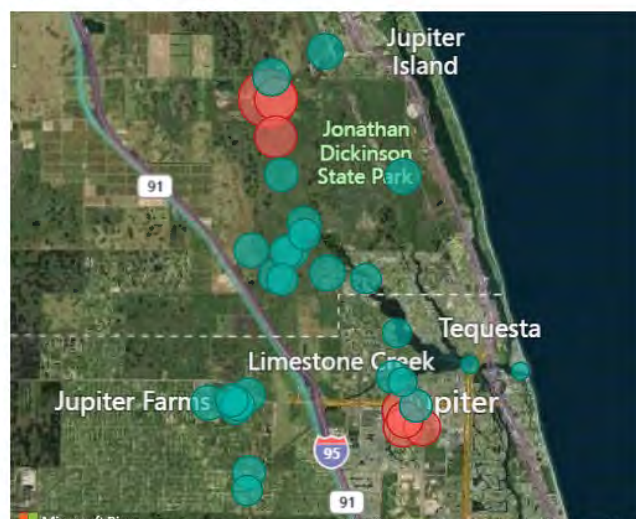 Jupiter
Island
Jonathan
Dickinson
State Park
91
Tequesta
Limestone Creek
Jupiter Farms
piter
95
91